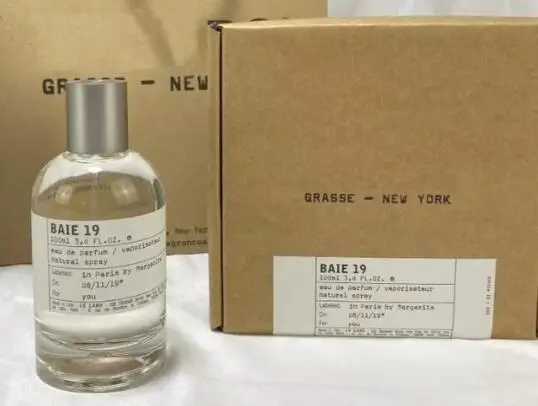 GRASSE — NEW
BAIE 19
100ml 3,4 FL.OZ. e
eau de parfum / vaporisateur
natural spray
Labeled in Paris by Margerita
On 08/11/19*
For you
GRASSE — NEW YORK
BAIE 19
100ml 3,4 FL.OZ. e
eau de parfum / vaporisateur
natural spray
Labeled in Paris by Margerita
On 08/11/19*
For you